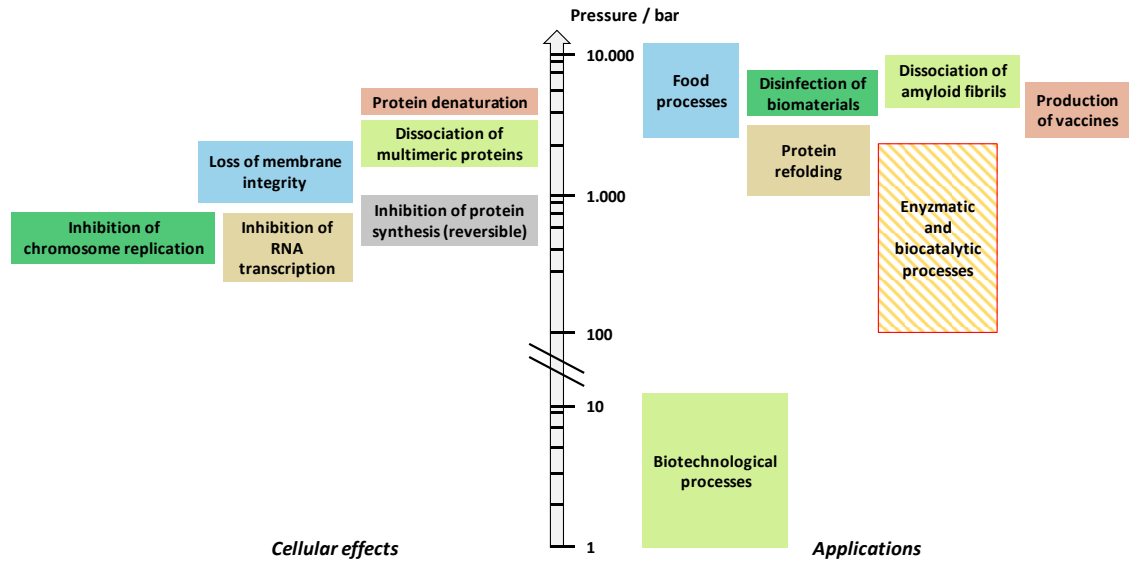 Pressure / bar
10.000
1.000
100
10
1
Protein denaturation
Dissociation of
multimeric proteins
Loss of membrane
integrity
Inhibition of protein
synthesis (reversible)
Inhibition of
chromosome replication
Inhibition of
RNA
transcription
Cellular effects
Food
processes
Disinfection of
biomaterials
Dissociation of
amyloid fibrils
Production
of vaccines
Protein
refolding
Enyzmatic
and
biocatalytic
processes
Biotechnological
processes
Applications